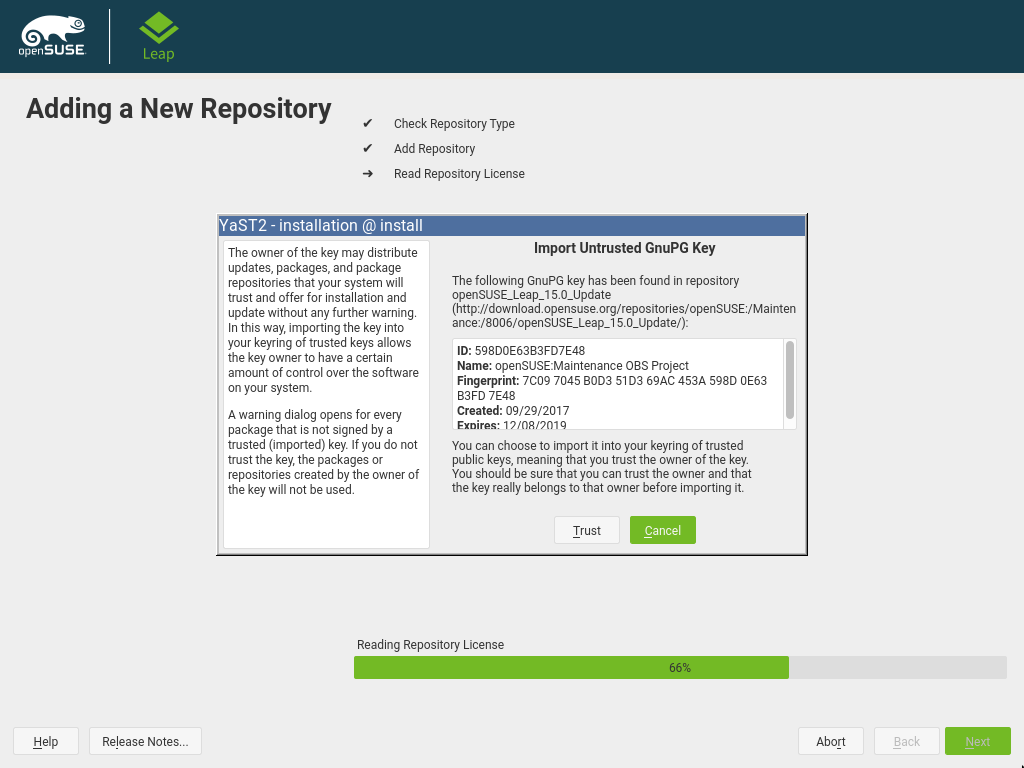 openSUSE
Leap
Adding a New Repository
✔ Check Repository Type
✔ Add Repository
➔ Read Repository License
YaST2 - installation @ install
The owner of the key may distribute
updates, packages, and package
repositories that your system will
trust and offer for installation and
update without any further warning.
In this way, importing the key into
your keyring of trusted keys allows
the key owner to have a certain
amount of control over the software
on your system.
A warning dialog opens for every
package that is not signed by a
trusted (imported) key. If you do not
trust the key, the packages or
repositories created by the owner of
the key will not be used.
Import Untrusted GnuPG Key
The following GnuPG key has been found in repository
openSUSE_Leap_15.0_Update
(http://download.opensuse.org/repositories/openSUSE:/Mainten
ance:/8006/openSUSE_Leap_15.0_Update/):
ID: 598D0E63B3FD7E48
Name: openSUSE:Maintenance OBS Project
Fingerprint: 7C09 7045 B0D3 51D3 69AC 453A 598D 0E63
B3FD 7E48
Created: 09/29/2017
Expires: 12/08/2019
You can choose to import it into your keyring of trusted
public keys, meaning that you trust the owner of the key.
You should be sure that you can trust the owner and that
the key really belongs to that owner before importing it.
Trust Cancel
Reading Repository License
66%
Help Release Notes... Abort Back Next